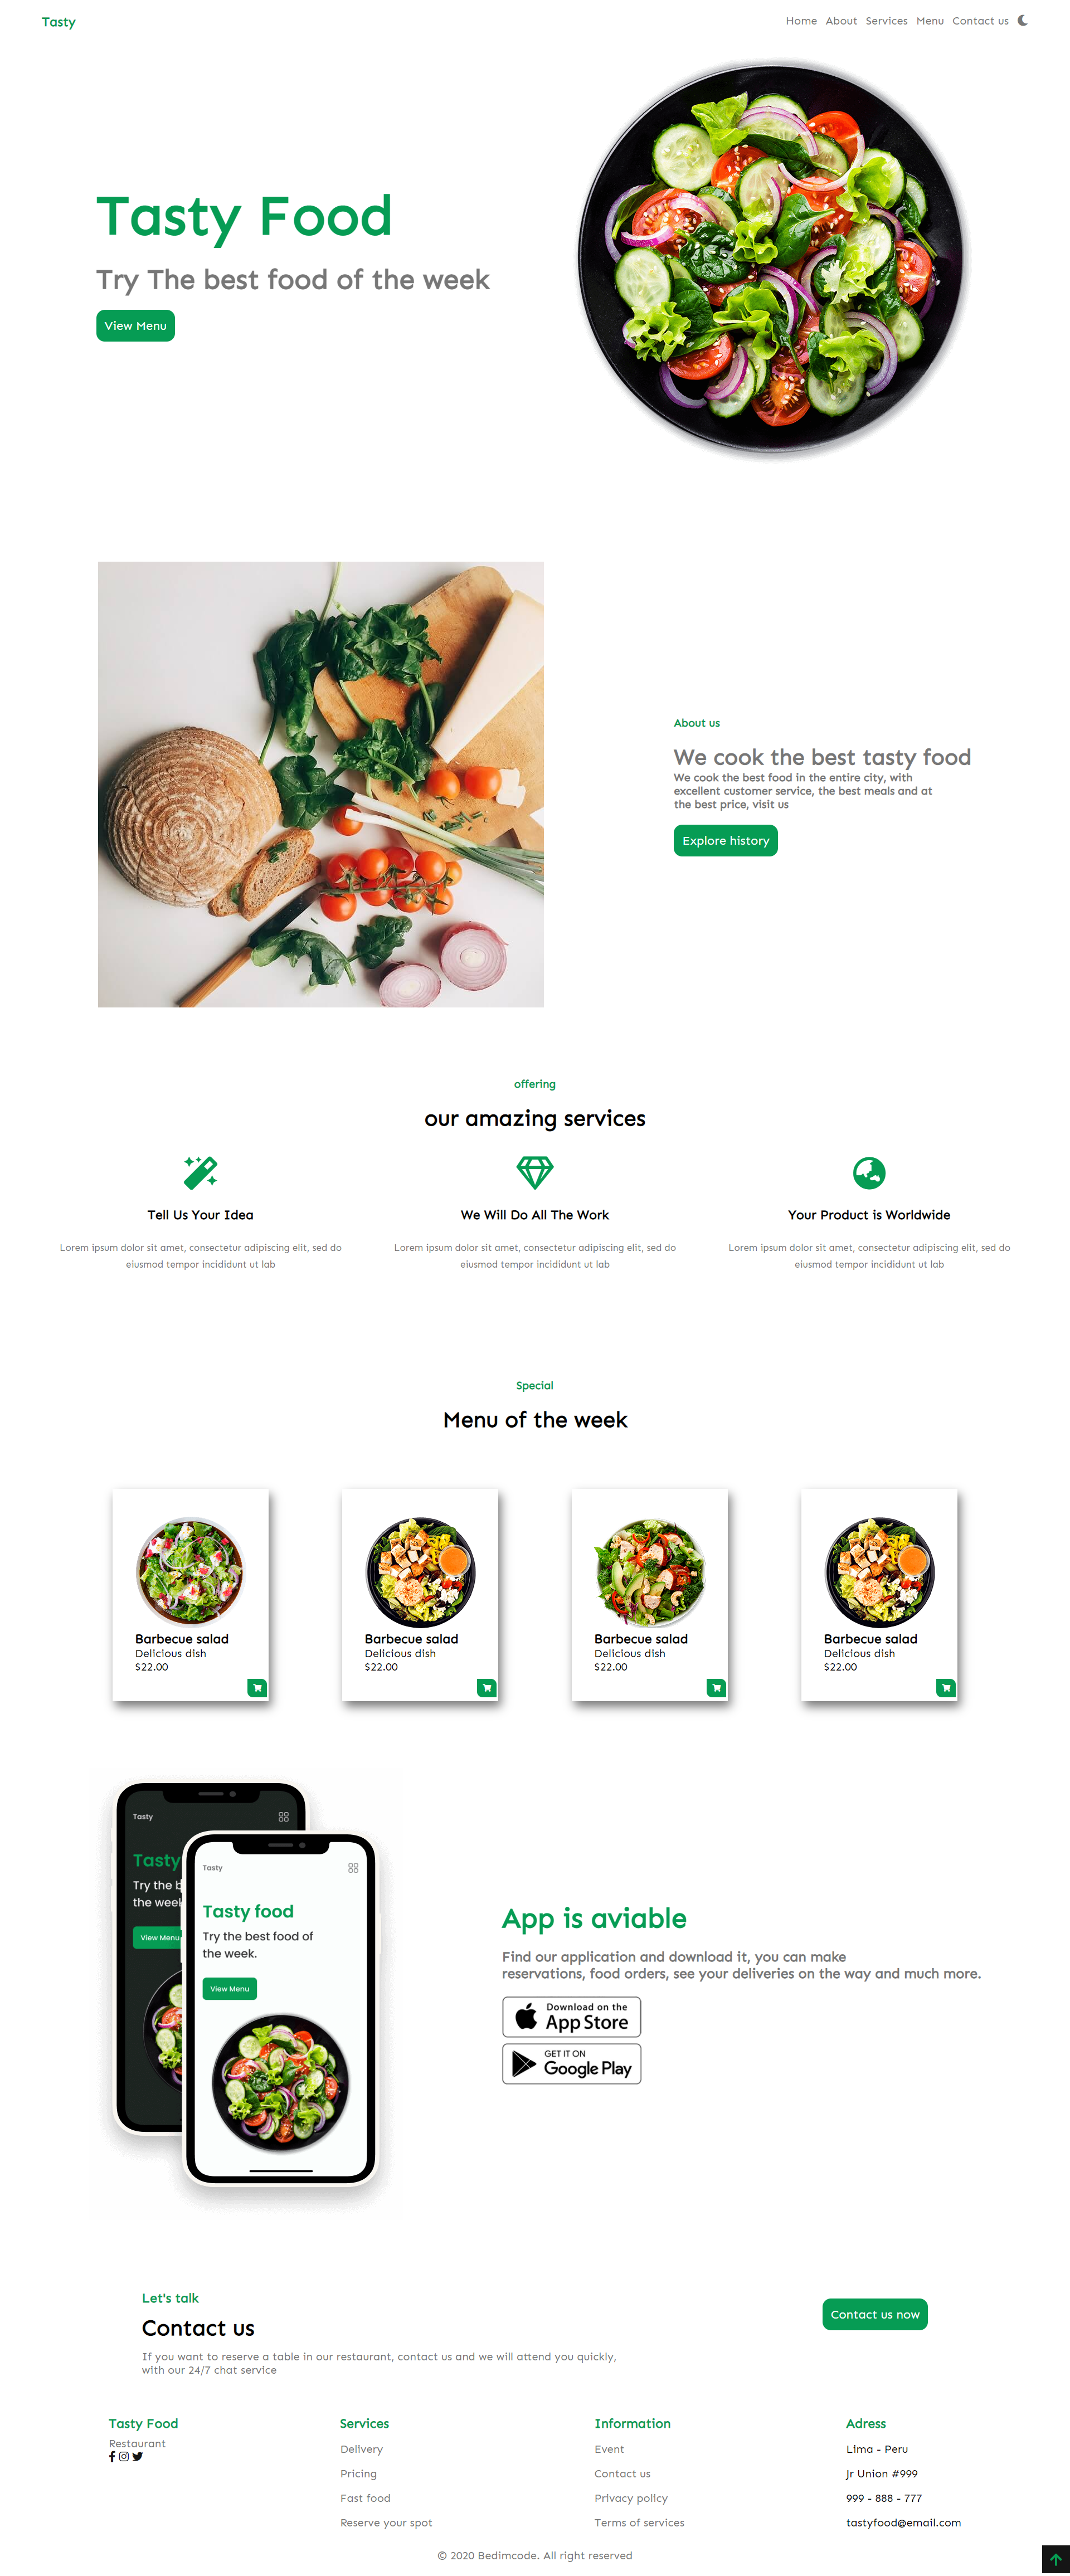 Tasty
Home About Services Menu Contact us
Tasty Food
Try The best food of the week
View Menu
About us
We cook the best tasty food
We cook the best food in the entire city, with
excellent customer service, the best meals and at
the best price, visit us
Explore history
offering
our amazing services
Tell Us Your Idea
Lorem ipsum dolor sit amet, consectetur adipiscing elit, sed do
eiusmod tempor incididunt ut lab
We Will Do All The Work
Lorem ipsum dolor sit amet, consectetur adipiscing elit, sed do
eiusmod tempor incididunt ut lab
Your Product is Worldwide
Lorem ipsum dolor sit amet, consectetur adipiscing elit, sed do
eiusmod tempor incididunt ut lab
Special
Menu of the week
Barbecue salad
Delicious dish
$22.00
Barbecue salad
Delicious dish
$22.00
Barbecue salad
Delicious dish
$22.00
Barbecue salad
Delicious dish
$22.00
Tasty
Tasty
Try the b
the week
View Menu
Tasty
Tasty food
Try the best food of
the week.
View Menu
App is aviable
Find our application and download it, you can make
reservations, food orders, see your deliveries on the way and much more.
Download on the
App Store
GET IT ON
Google Play
Let's talk
Contact us
If you want to reserve a table in our restaurant, contact us and we will attend you quickly,
with our 24/7 chat service
Contact us now
Tasty Food
Restaurant
Services
Delivery
Pricing
Fast food
Reserve your spot
Information
Event
Contact us
Privacy policy
Terms of services
Adress
Lima - Peru
Jr Union #999
999 - 888 - 777
tastyfood@email.com
© 2020 Bedimcode. All right reserved